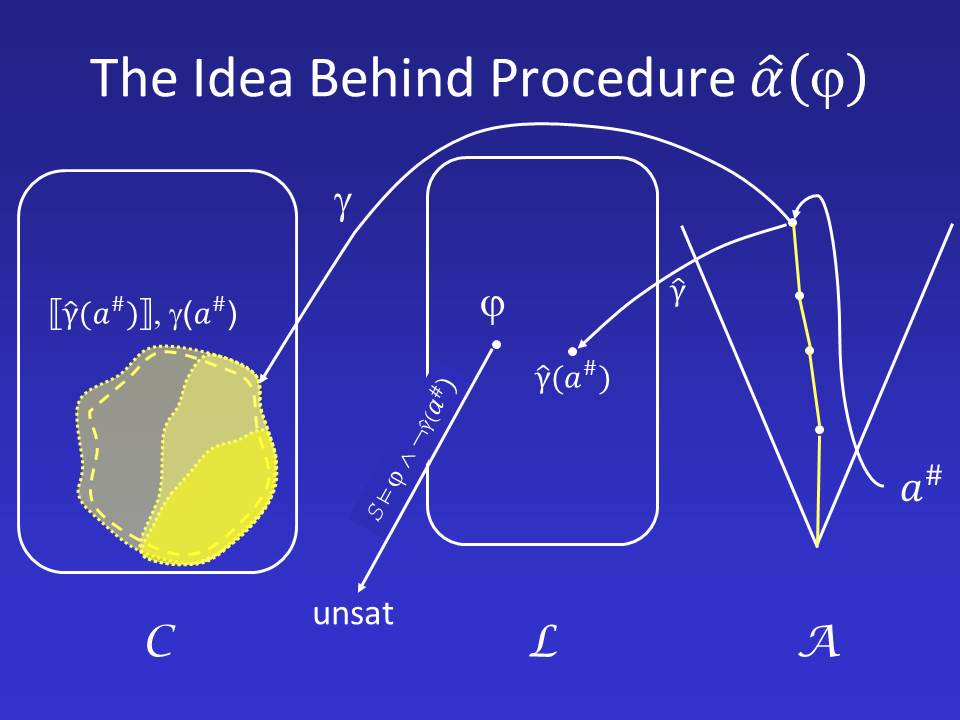 The Idea Behind Procedure α̂(φ)
γ
⟦γ̂(a#)⟧, γ(a#)
φ
γ̂
γ̂(a#)
S ⊨ φ ∧ ¬γ̂(a#)
a#
unsat
C
ℒ
𝒜